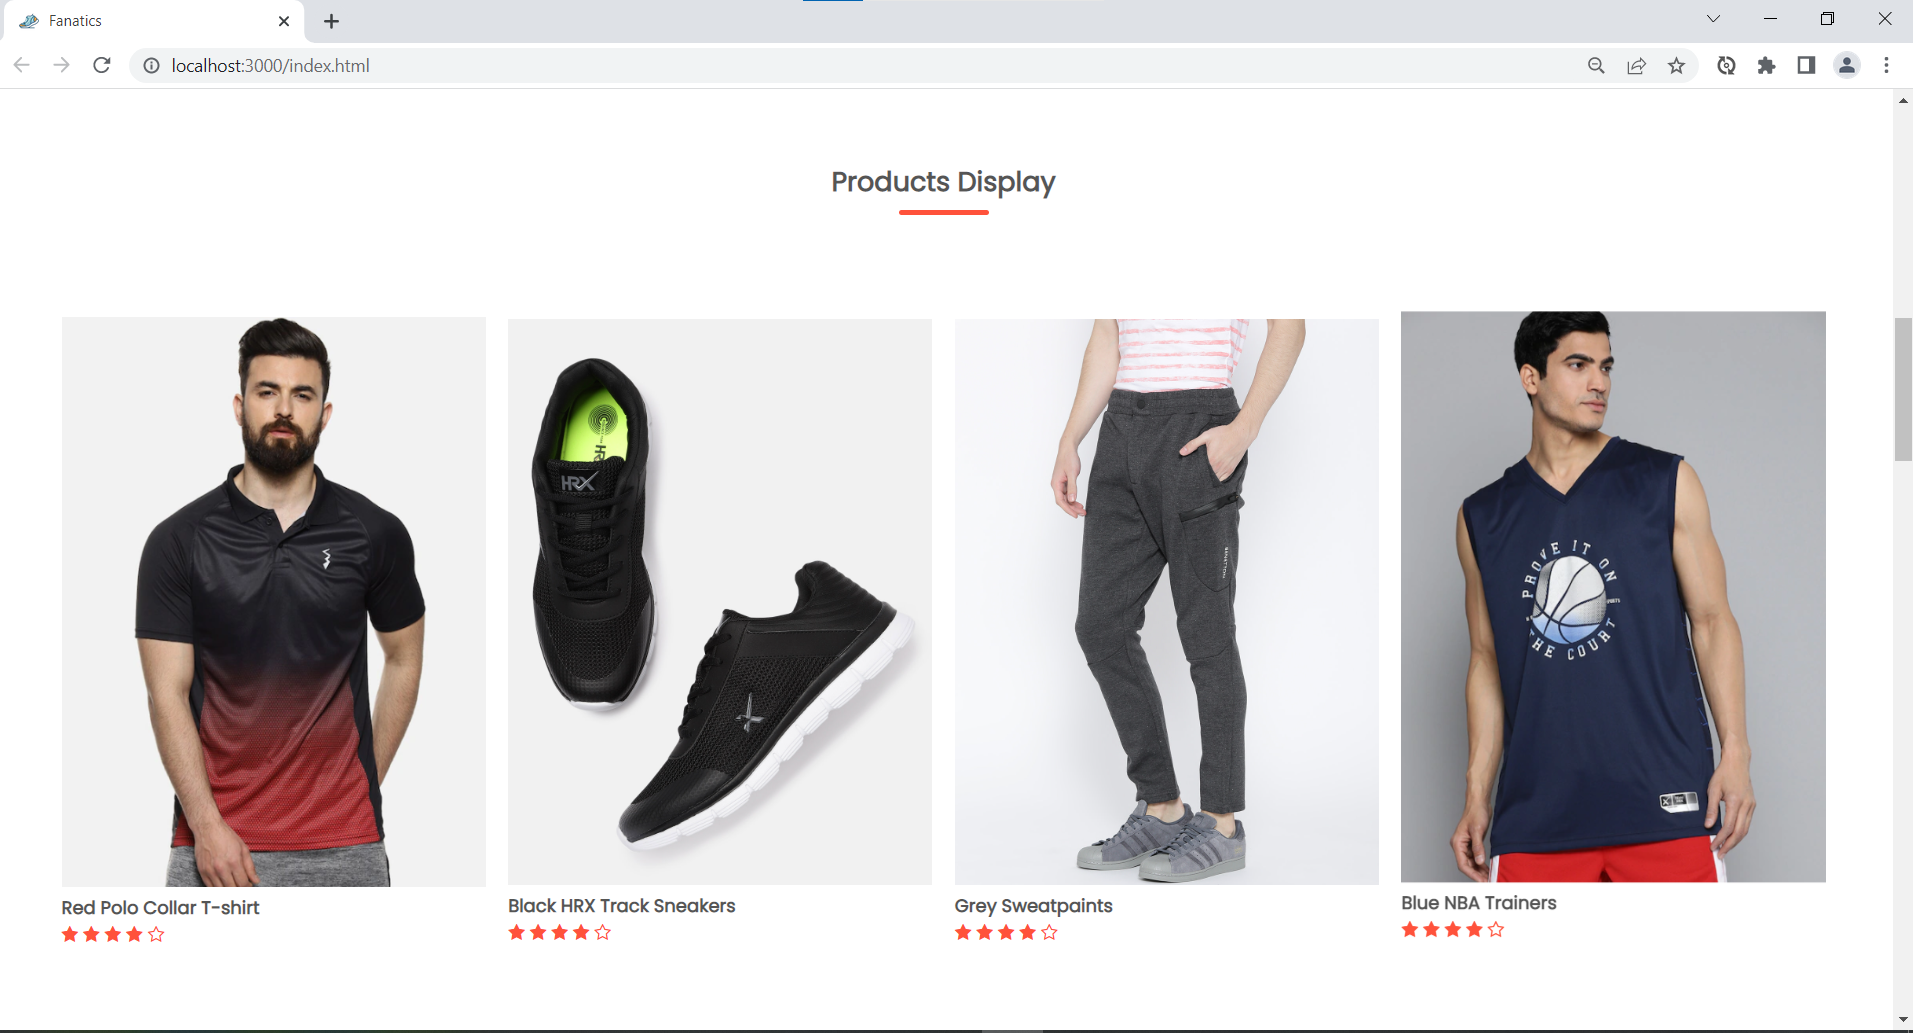 Fanatics
localhost:3000/index.html
Products Display
HRX
HRX
PROVE IT ON
THE COURT
Red Polo Collar T-shirt
Black HRX Track Sneakers
Grey Sweatpaints
Blue NBA Trainers